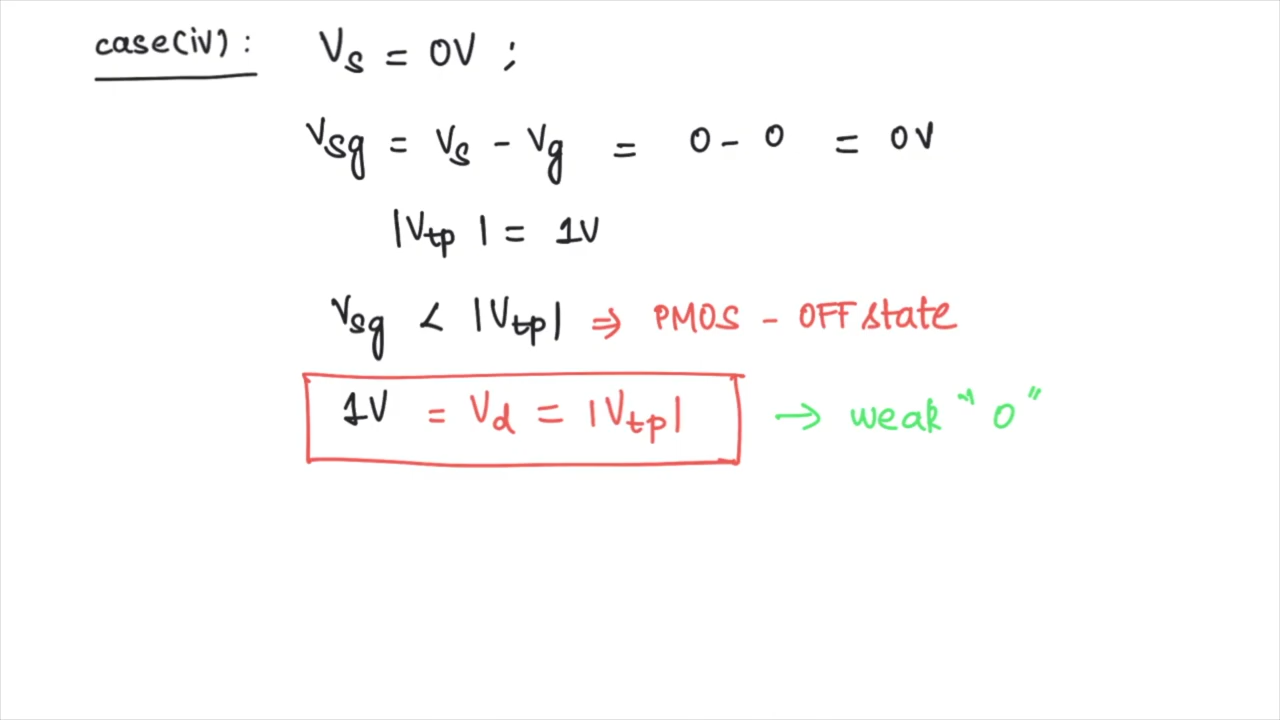 case(iv): Vs = 0V ;
Vsg = Vs - Vg = 0 - 0 = 0V
|Vtp| = 1V
Vsg < |Vtp| ⇒ PMOS - OFF state
1V = Vd = |Vtp| → weak "0"